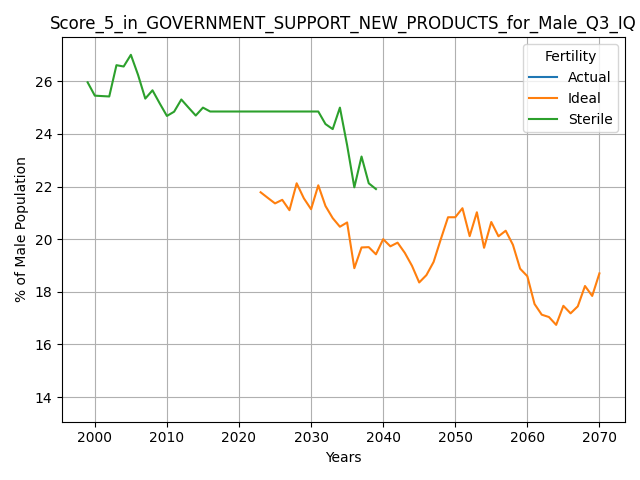 Score_5_in_GOVERNMENT_SUPPORT_NEW_PRODUCTS_for_Male_Q3_IQ
Fertility
Actual
Ideal
Sterile
% of Male Population
26
24
22
20
18
16
14
2000 2010 2020 2030 2040 2050 2060 2070
Years